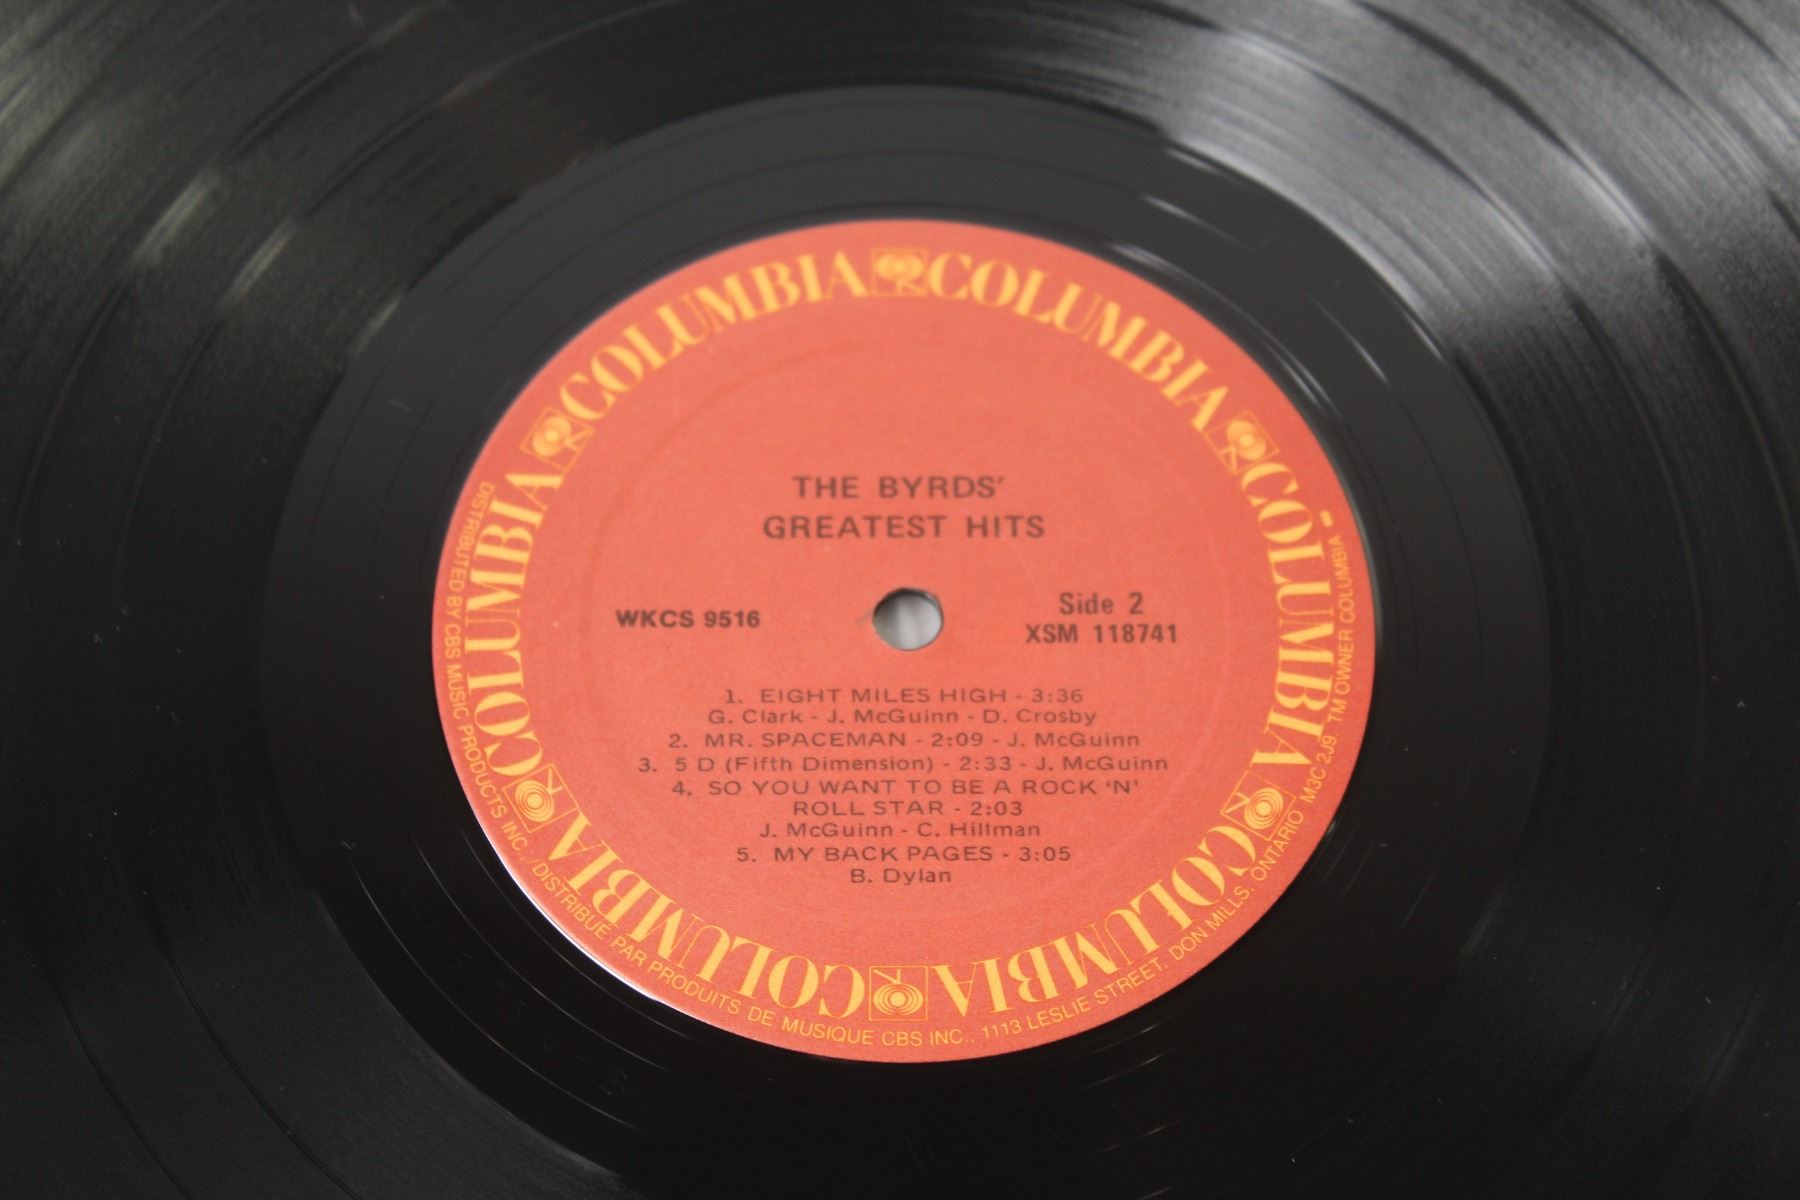 COLUMBIA COLUMBIA COLUMBIA COLUMBIA COLUMBIA COLUMBIA
THE BYRDS'
GREATEST HITS
WKCS 9516
Side 2
XSM 118741
1. EIGHT MILES HIGH - 3:36
G. Clark - J. McGuinn - D. Crosby
2. MR. SPACEMAN - 2:09 - J. McGuinn
3. 5 D (Fifth Dimension) - 2:33 - J. McGuinn
4. SO YOU WANT TO BE A ROCK 'N'
ROLL STAR - 2:03
J. McGuinn - C. Hillman
5. MY BACK PAGES - 3:05
B. Dylan
DISTRIBUTED BY CBS MUSIC PRODUCTS INC., /DISTRIBUÉ PAR PRODUITS DE MUSIQUE CBS INC., 1113 LESLIE STREET, DON MILLS, ONTARIO M3C 2J9. TM OWNER COLUMBIA